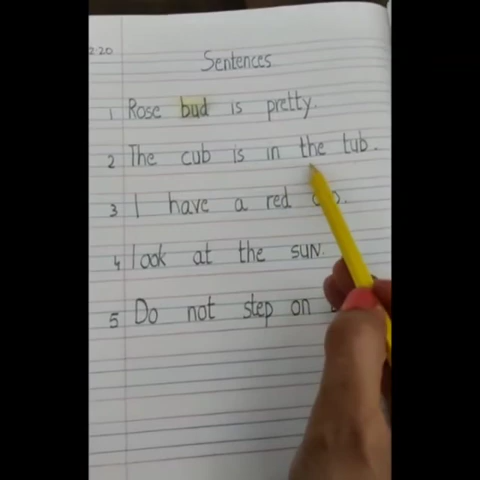 2.20
Sentences
1 Rose bud is pretty.
2 The cub is in the tub.
3 I have a red
4 look at the sun.
5 Do not step on